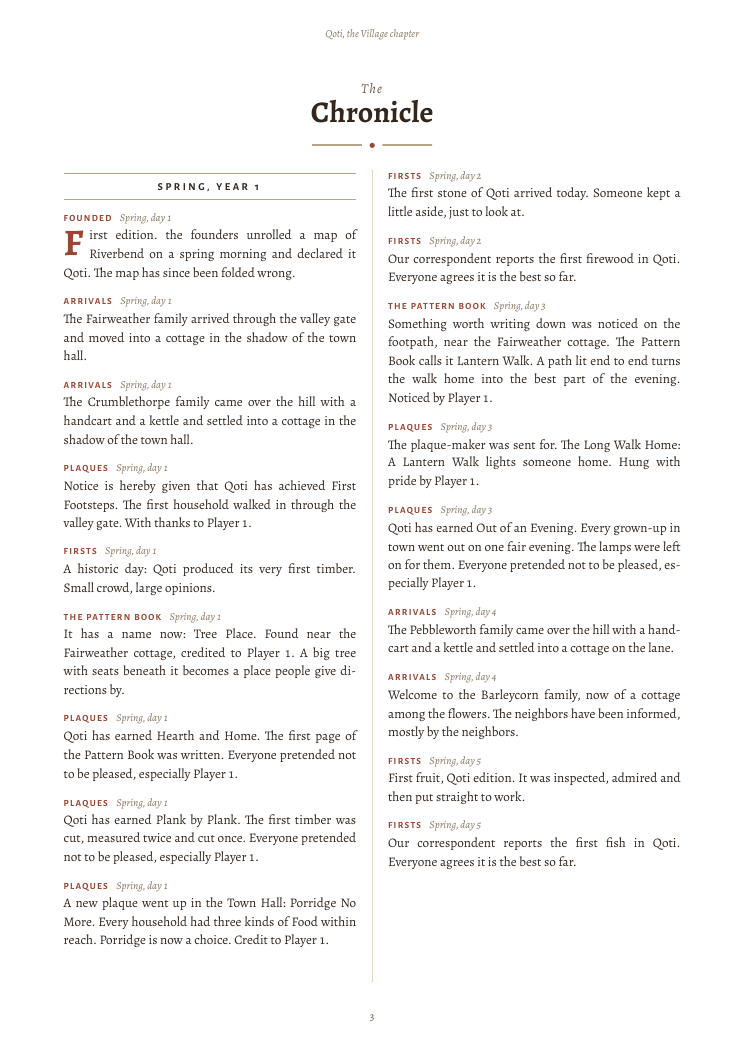 Qoti, the Village chapter
The
Chronicle
SPRING, YEAR 1
FOUNDED Spring, day 1
First edition. the founders unrolled a map of
Riverbend on a spring morning and declared it
Qoti. The map has since been folded wrong.
ARRIVALS Spring, day 1
The Fairweather family arrived through the valley gate
and moved into a cottage in the shadow of the town
hall.
ARRIVALS Spring, day 1
The Crumblethorpe family came over the hill with a
handcart and a kettle and settled into a cottage in the
shadow of the town hall.
PLAQUES Spring, day 1
Notice is hereby given that Qoti has achieved First
Footsteps. The first household walked in through the
valley gate. With thanks to Player 1.
FIRSTS Spring, day 1
A historic day: Qoti produced its very first timber.
Small crowd, large opinions.
THE PATTERN BOOK Spring, day 1
It has a name now: Tree Place. Found near the
Fairweather cottage, credited to Player 1. A big tree
with seats beneath it becomes a place people give di-
rections by.
PLAQUES Spring, day 1
Qoti has earned Hearth and Home. The first page of
the Pattern Book was written. Everyone pretended not
to be pleased, especially Player 1.
PLAQUES Spring, day 1
Qoti has earned Plank by Plank. The first timber was
cut, measured twice and cut once. Everyone pretended
not to be pleased, especially Player 1.
PLAQUES Spring, day 1
A new plaque went up in the Town Hall: Porridge No
More. Every household had three kinds of Food within
reach. Porridge is now a choice. Credit to Player 1.
FIRSTS Spring, day 2
The first stone of Qoti arrived today. Someone kept a
little aside, just to look at.
FIRSTS Spring, day 2
Our correspondent reports the first firewood in Qoti.
Everyone agrees it is the best so far.
THE PATTERN BOOK Spring, day 3
Something worth writing down was noticed on the
footpath, near the Fairweather cottage. The Pattern
Book calls it Lantern Walk. A path lit end to end turns
the walk home into the best part of the evening.
Noticed by Player 1.
PLAQUES Spring, day 3
The plaque-maker was sent for. The Long Walk Home:
A Lantern Walk lights someone home. Hung with
pride by Player 1.
PLAQUES Spring, day 3
Qoti has earned Out of an Evening. Every grown-up in
town went out on one fair evening. The lamps were left
on for them. Everyone pretended not to be pleased, es-
pecially Player 1.
ARRIVALS Spring, day 4
The Pebbleworth family came over the hill with a hand-
cart and a kettle and settled into a cottage on the lane.
ARRIVALS Spring, day 4
Welcome to the Barleycorn family, now of a cottage
among the flowers. The neighbors have been informed,
mostly by the neighbors.
FIRSTS Spring, day 5
First fruit, Qoti edition. It was inspected, admired and
then put straight to work.
FIRSTS Spring, day 5
Our correspondent reports the first fish in Qoti.
Everyone agrees it is the best so far.
3